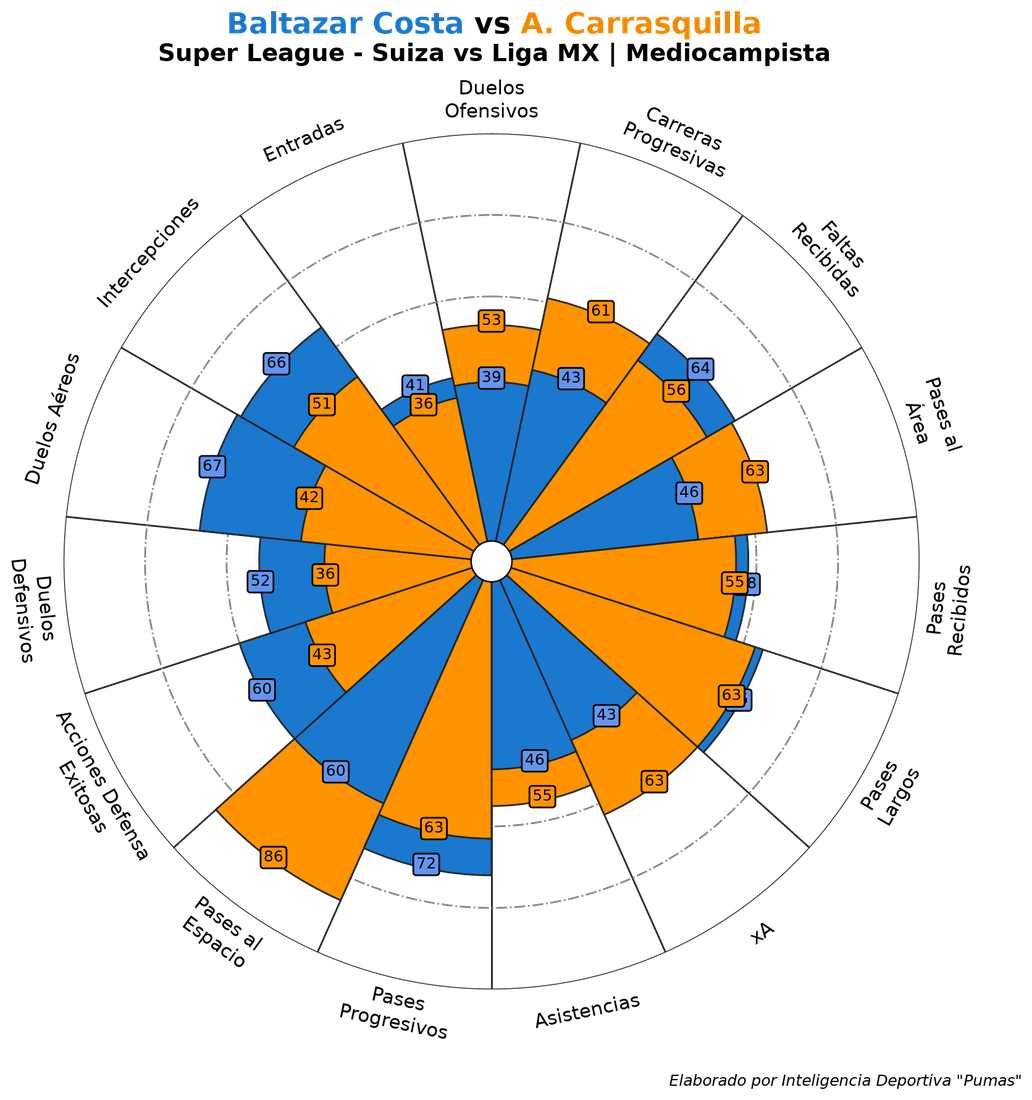 Baltazar Costa vs A. Carrasquilla
Super League - Suiza vs Liga MX | Mediocampista
Duelos
Ofensivos
53
39
Carreras
Progresivas
61
43
Faltas
Recibidas
64
56
Pases al
Área
63
46
Pases
Recibidos
55
8
Pases
Largos
63
xA
43
63
Asistencias
46
55
Pases
Progresivos
63
72
Pases al
Espacio
60
86
Acciones Defensa
Exitosas
43
60
Duelos
Defensivos
52
36
Duelos Aéreos
67
42
Intercepciones
66
51
Entradas
41
36
Elaborado por Inteligencia Deportiva "Pumas"